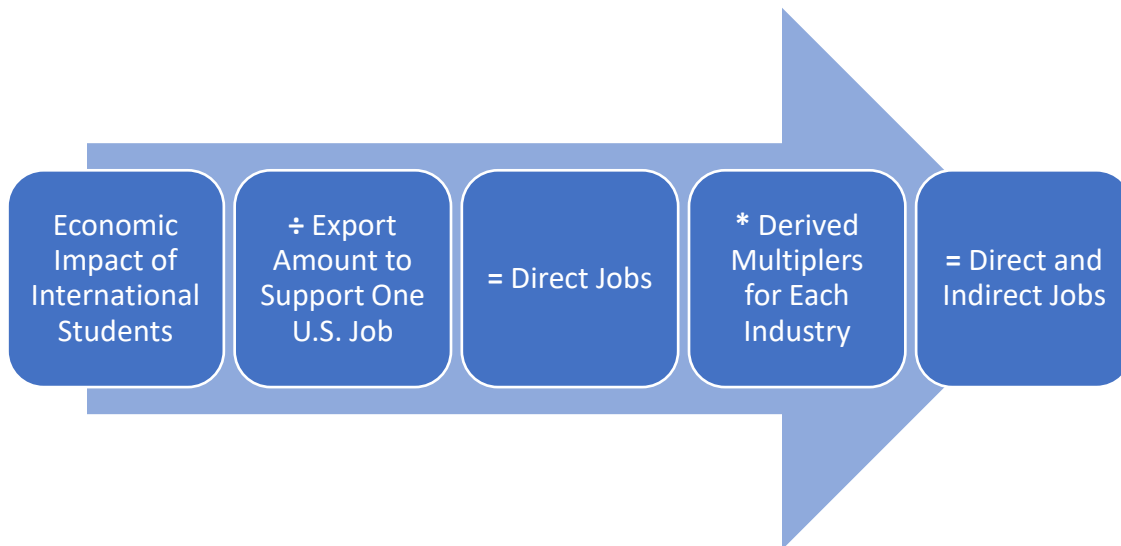 Economic
Impact of
International
Students
÷ Export
Amount to
Support One
U.S. Job
= Direct Jobs
* Derived
Multiplers
for Each
Industry
= Direct and
Indirect Jobs